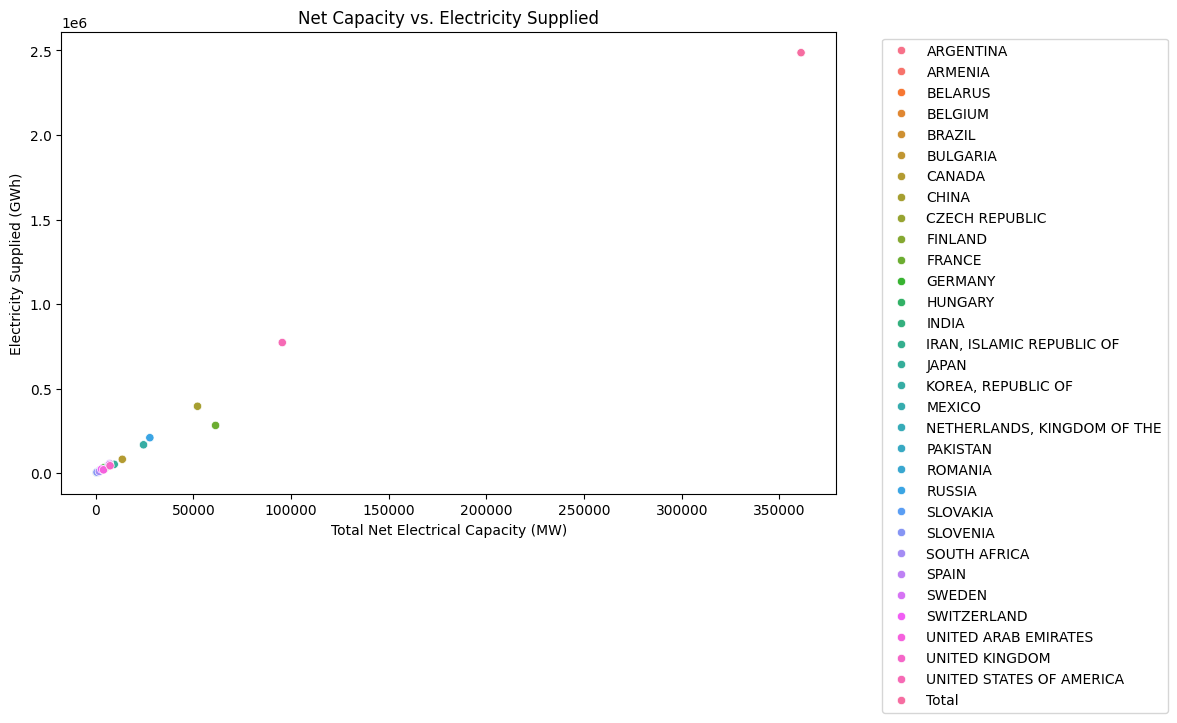 Net Capacity vs. Electricity Supplied
1e6
2.5
2.0
1.5
1.0
0.5
0.0
Electricity Supplied (GWh)
0 50000 100000 150000 200000 250000 300000 350000
Total Net Electrical Capacity (MW)
ARGENTINA
ARMENIA
BELARUS
BELGIUM
BRAZIL
BULGARIA
CANADA
CHINA
CZECH REPUBLIC
FINLAND
FRANCE
GERMANY
HUNGARY
INDIA
IRAN, ISLAMIC REPUBLIC OF
JAPAN
KOREA, REPUBLIC OF
MEXICO
NETHERLANDS, KINGDOM OF THE
PAKISTAN
ROMANIA
RUSSIA
SLOVAKIA
SLOVENIA
SOUTH AFRICA
SPAIN
SWEDEN
SWITZERLAND
UNITED ARAB EMIRATES
UNITED KINGDOM
UNITED STATES OF AMERICA
Total